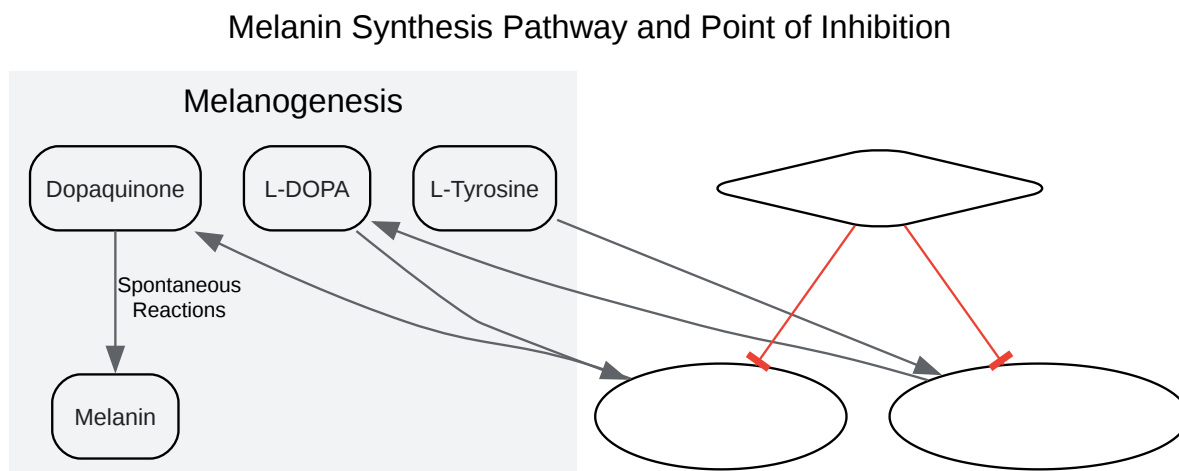 Melanin Synthesis Pathway and Point of Inhibition
Melanogenesis
Dopaquinone
L-DOPA
L-Tyrosine
Spontaneous
Reactions
Melanin